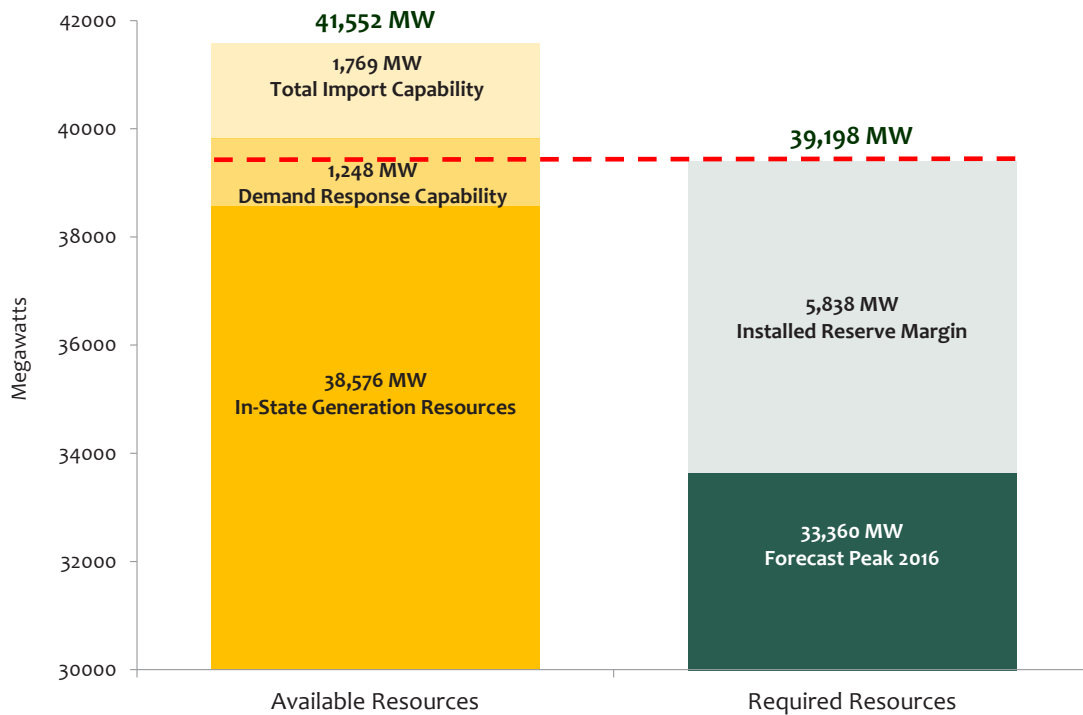 41,552 MW
42000
1,769 MW
Total Import Capability
40000
39,198 MW
1,248 MW
Demand Response Capability
38000
5,838 MW
Installed Reserve Margin
36000
Megawatts
38,576 MW
In-State Generation Resources
34000
33,360 MW
Forecast Peak 2016
32000
30000
Available Resources
Required Resources